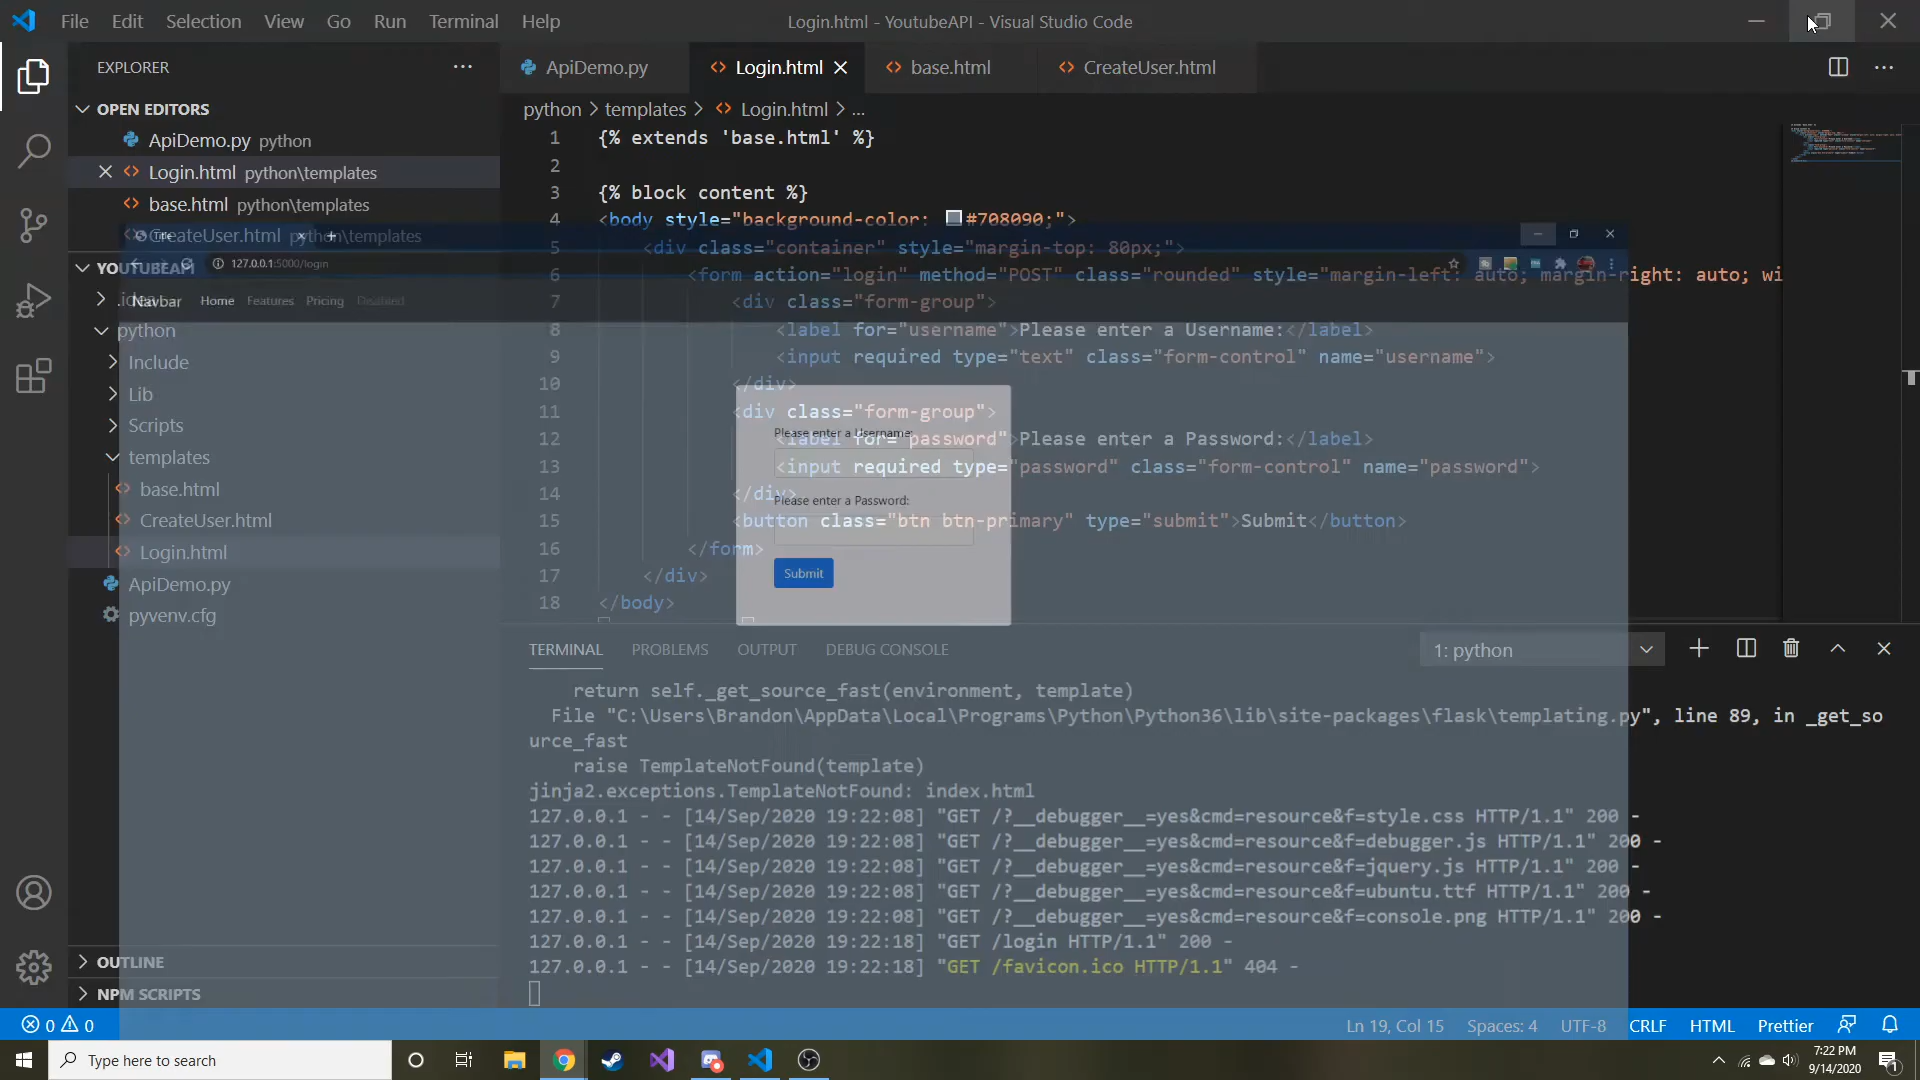 File Edit Selection View Go Run Terminal Help
Login.html - YoutubeAPI - Visual Studio Code
EXPLORER
ApiDemo.py
Login.html
base.html
CreateUser.html
OPEN EDITORS
python > templates > Login.html > ...
ApiDemo.py python
Login.html python\templates
base.html python\templates
CreateUser.html python\templates
YOUTUBEAPI
python
Include
Lib
Scripts
templates
base.html
CreateUser.html
Login.html
ApiDemo.py
pyvenv.cfg
OUTLINE
NPM SCRIPTS
1 {% extends 'base.html' %}
2
3 {% block content %}
4 <body style="background-color: #708090;">
5 <div class="container" style="margin-top: 80px;">
6 <form action="login" method="POST" class="rounded" style="margin-left: auto; margin-right: auto; wi
7 <div class="form-group">
8 <label for="username">Please enter a Username:</label>
9 <input required type="text" class="form-control" name="username">
10 </div>
11 <div class="form-group">
12 <label for="password">Please enter a Password:</label>
13 <input required type="password" class="form-control" name="password">
14 </div>
15 <button class="btn btn-primary" type="submit">Submit</button>
16 </form>
17 </div>
18 </body>
Title
127.0.0.1:5000/login
Navbar Home Features Pricing Disabled
Please enter a Username:
Please enter a Password:
Submit
TERMINAL PROBLEMS OUTPUT DEBUG CONSOLE
1: python
return self._get_source_fast(environment, template)
File "C:\Users\Brandon\AppData\Local\Programs\Python\Python36\lib\site-packages\flask\templating.py", line 89, in _get_so
urce_fast
raise TemplateNotFound(template)
jinja2.exceptions.TemplateNotFound: index.html
127.0.0.1 - - [14/Sep/2020 19:22:08] "GET /?__debugger__=yes&cmd=resource&f=style.css HTTP/1.1" 200 -
127.0.0.1 - - [14/Sep/2020 19:22:08] "GET /?__debugger__=yes&cmd=resource&f=debugger.js HTTP/1.1" 200 -
127.0.0.1 - - [14/Sep/2020 19:22:08] "GET /?__debugger__=yes&cmd=resource&f=jquery.js HTTP/1.1" 200 -
127.0.0.1 - - [14/Sep/2020 19:22:08] "GET /?__debugger__=yes&cmd=resource&f=ubuntu.ttf HTTP/1.1" 200 -
127.0.0.1 - - [14/Sep/2020 19:22:08] "GET /?__debugger__=yes&cmd=resource&f=console.png HTTP/1.1" 200 -
127.0.0.1 - - [14/Sep/2020 19:22:18] "GET /login HTTP/1.1" 200 -
127.0.0.1 - - [14/Sep/2020 19:22:18] "GET /favicon.ico HTTP/1.1" 404 -
0 0
Ln 19, Col 15 Spaces: 4 UTF-8 CRLF HTML Prettier
Type here to search
7:22 PM
9/14/2020
1